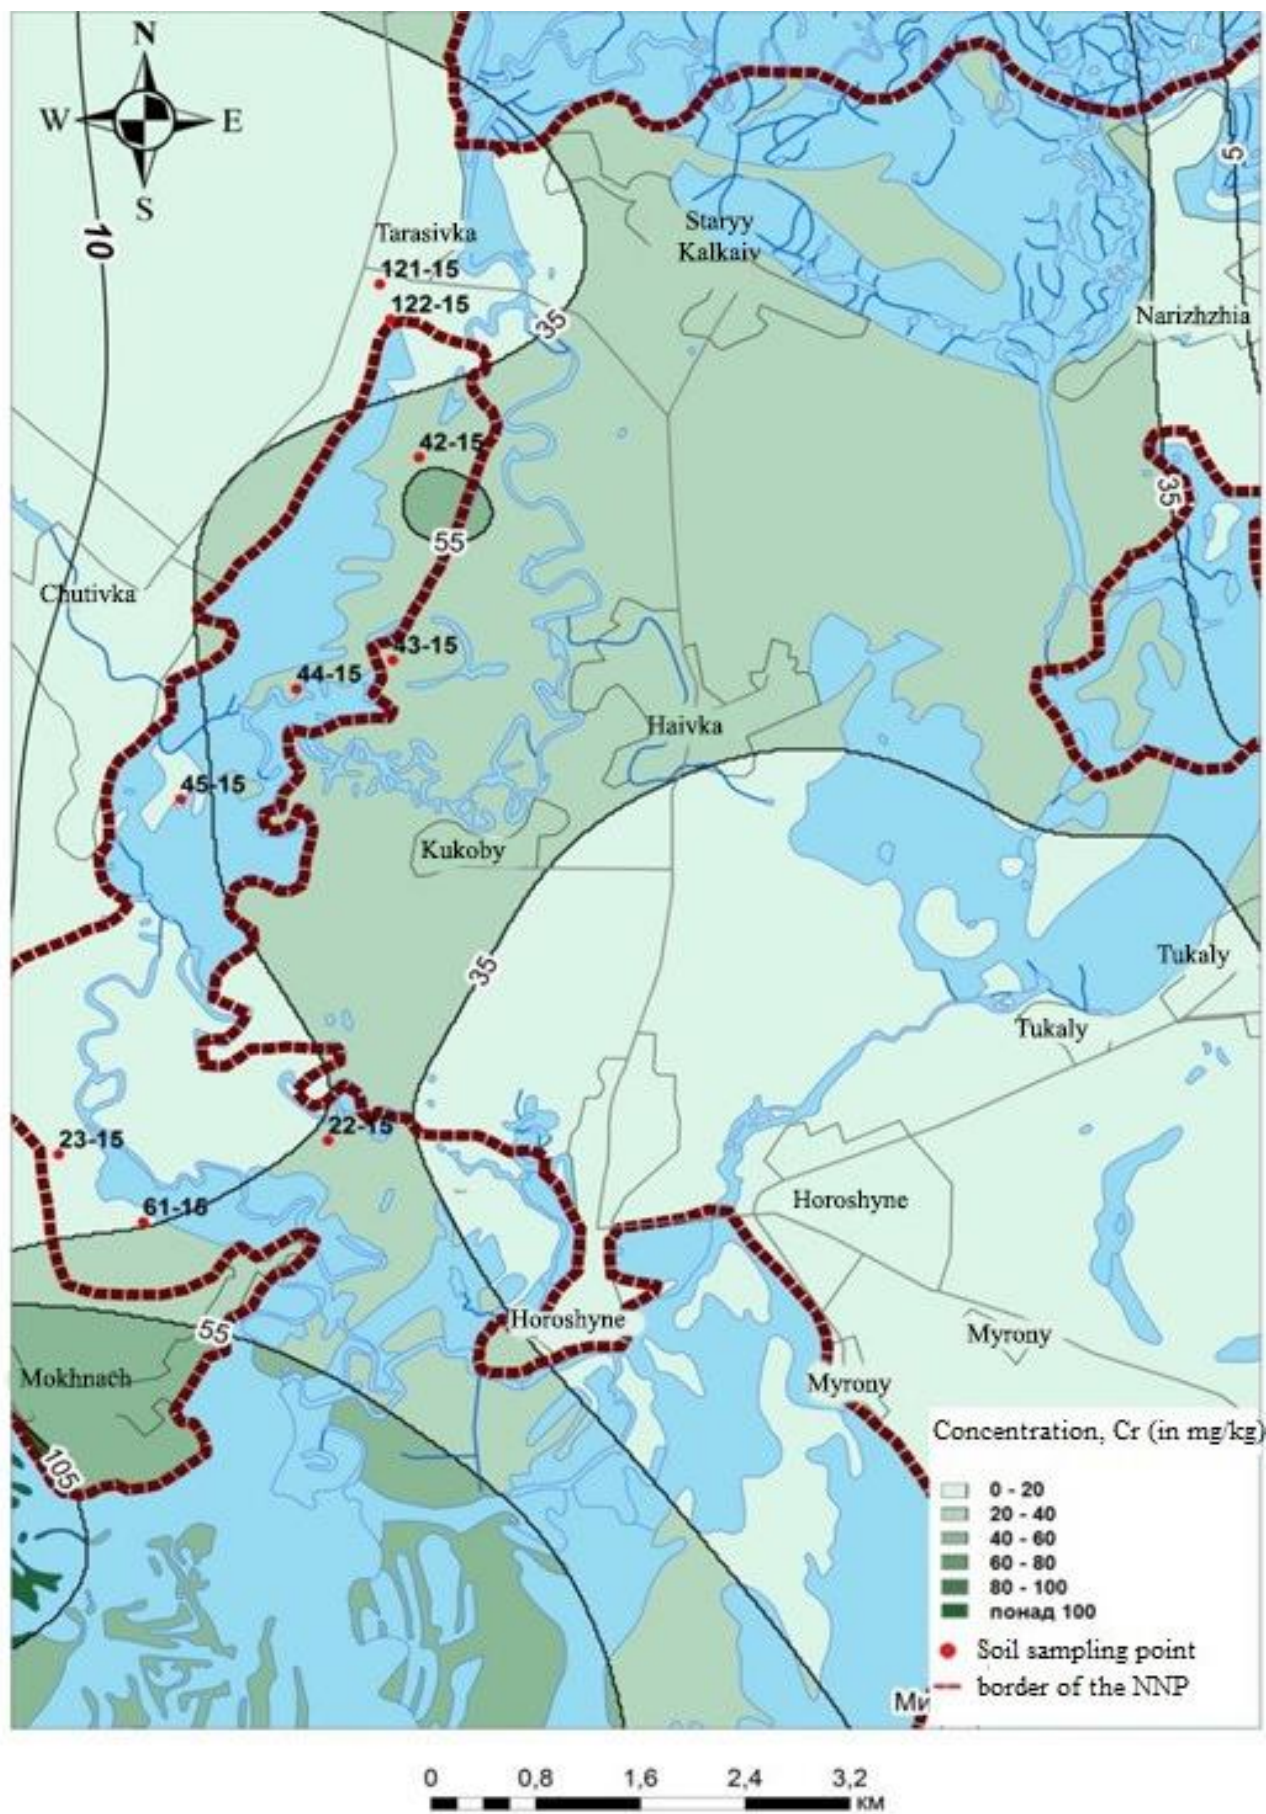 N
W E
S
10
5
Tarasivka
Staryy
Kalkaiv
121-15
122-15
35
Narizhzhia
42-15
35
55
Chutivka
43-15
44-15
Haivka
45-15
Kukoby
35
Tukaly
Tukaly
22-15
23-15
61-15
Horoshyne
55
Horoshyne
Myrony
Mokhnach
Myrony
105
Concentration, Cr (in mg/kg)
0 - 20
20 - 40
40 - 60
60 - 80
80 - 100
понад 100
Soil sampling point
border of the NNP
Ми
0 0,8 1,6 2,4 3,2
км